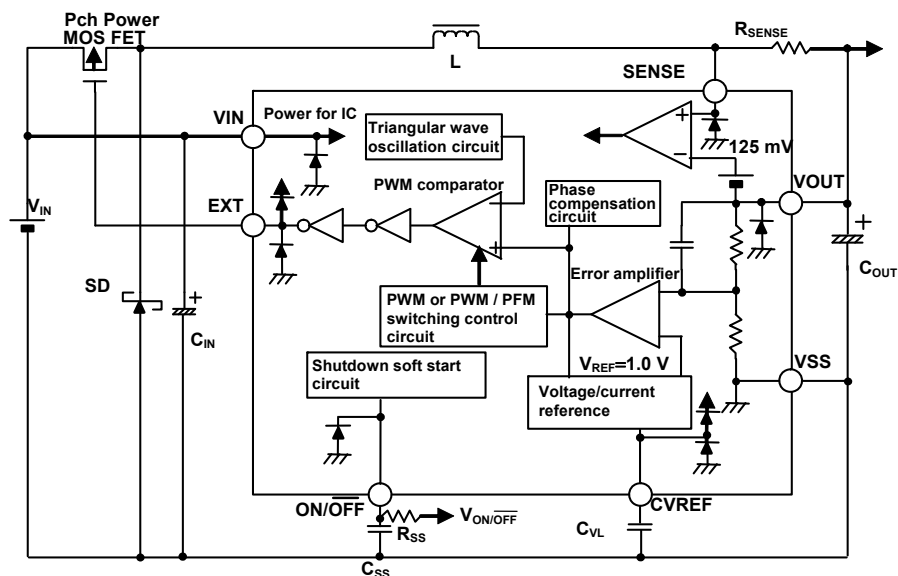 Pch Power
MOS FET
L
RSENSE
SENSE
VIN
Power for IC
Triangular wave
oscillation circuit
125 mV
PWM comparator
Phase
compensation
circuit
VOUT
VIN
EXT
+
−
+
−
+
+
COUT
SD
Error amplifier
+
CIN
PWM or PWM / PFM
switching control
circuit
VREF=1.0 V
VSS
Shutdown soft start
circuit
Voltage/current
reference
ON/OFF
CVREF
RSS
VON/OFF
CVL
CSS